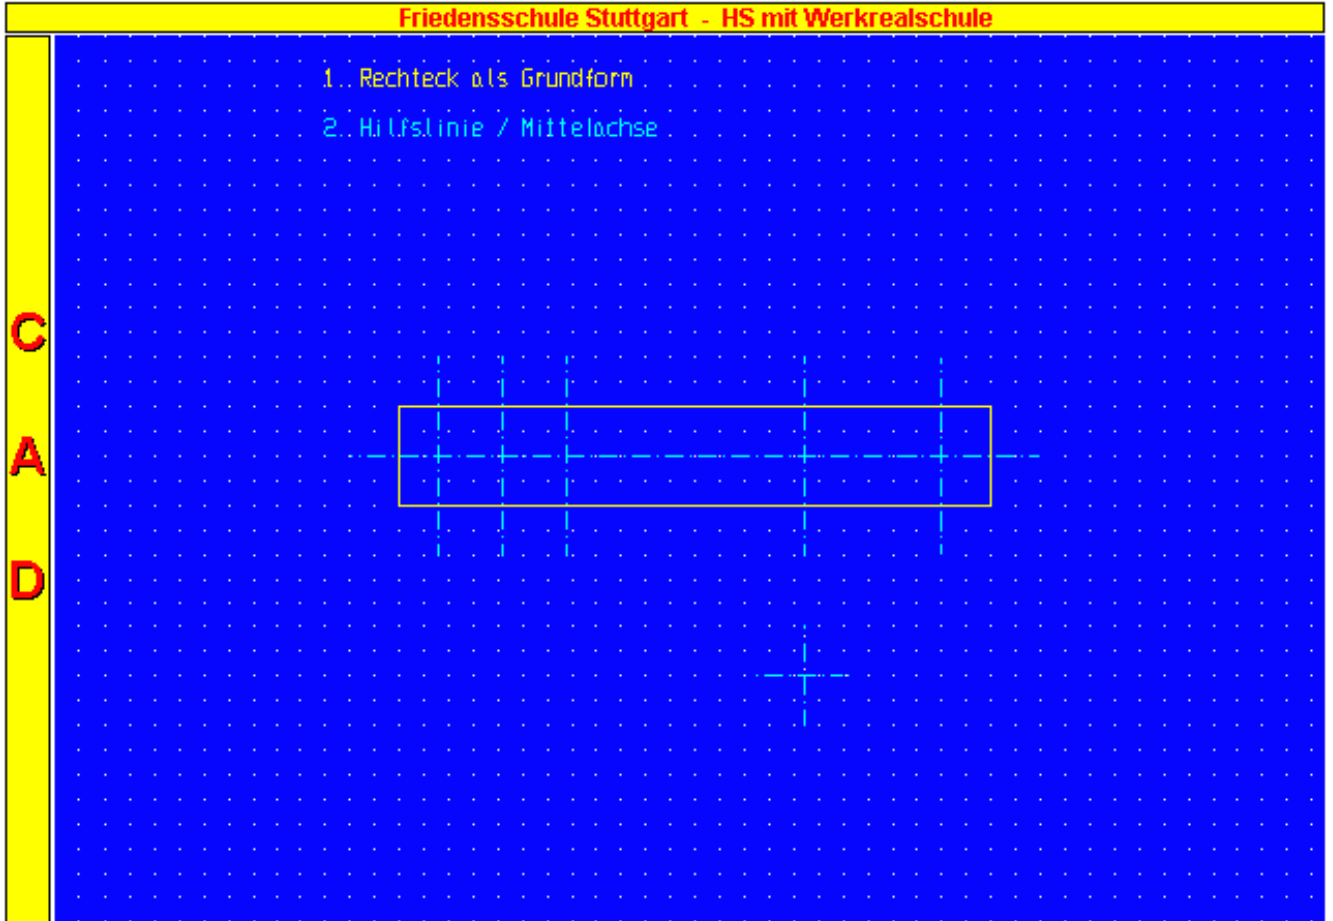 Friedensschule Stuttgart - HS mit Werkrealschule
1. Rechteck als Grundform
2. Hilfslinie / Mittelachse
C
A
D